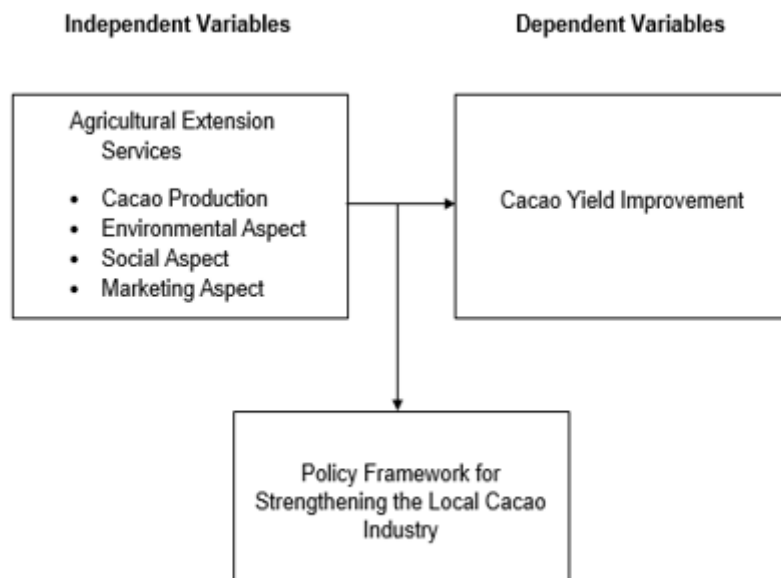 Independent Variables
Dependent Variables
Agricultural Extension
Services
• Cacao Production
• Environmental Aspect
• Social Aspect
• Marketing Aspect
Cacao Yield Improvement
Policy Framework for
Strengthening the Local Cacao
Industry